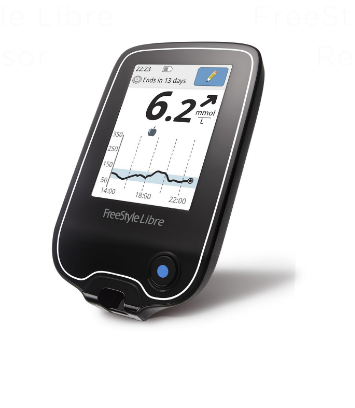 le Libre
FreeSt
sor
Re
22:23
Ends in 13 days
6.2
mmol
L
350
250
150
50
14:00
18:00
22:00
FreeStyle Libre